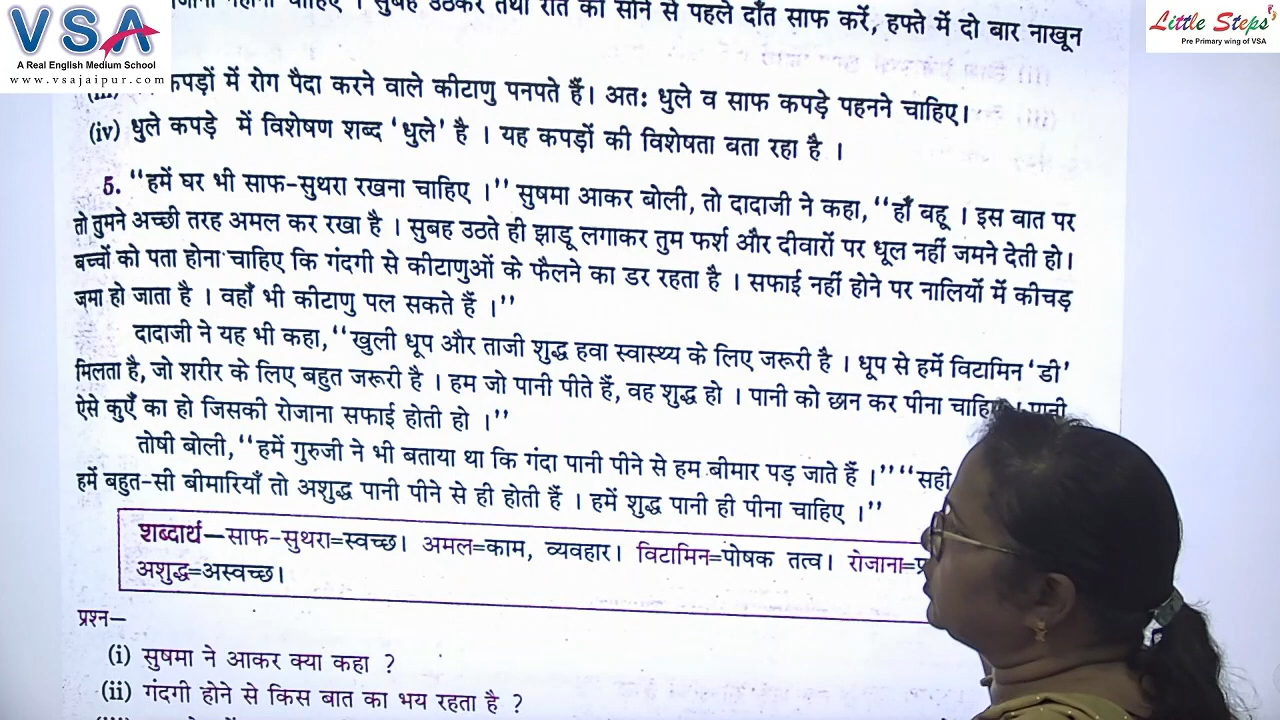 VSA
A Real English Medium School
www.vsajaipur.com
Little Steps
Pre Primary wing of VSA
चाहिए । सुबह उठकर तथा रात को सोने से पहले दाँत साफ करें, हफ्ते में दो बार नाखून
कपड़ों में रोग पैदा करने वाले कीटाणु पनपते हैं। अतः धुले व साफ कपड़े पहनने चाहिए।
(iv) धुले कपड़े में विशेषण शब्द ‘धुले’ है । यह कपड़ों की विशेषता बता रहा है ।
5. ‘‘हमें घर भी साफ-सुथरा रखना चाहिए ।’’ सुषमा आकर बोली, तो दादाजी ने कहा, ‘‘हाँ बहू । इस बात पर
तो तुमने अच्छी तरह अमल कर रखा है । सुबह उठते ही झाडू लगाकर तुम फर्श और दीवारों पर धूल नहीं जमने देती हो।
बच्चों को पता होना चाहिए कि गंदगी से कीटाणुओं के फैलने का डर रहता है । सफाई नहीं होने पर नालियों में कीचड़
जमा हो जाता है । वहाँ भी कीटाणु पल सकते हैं ।’’
दादाजी ने यह भी कहा, ‘‘खुली धूप और ताजी शुद्ध हवा स्वास्थ्य के लिए जरूरी है । धूप से हमें विटामिन ‘डी’
मिलता है, जो शरीर के लिए बहुत जरूरी है । हम जो पानी पीते हैं, वह शुद्ध हो । पानी को छान कर पीना चाहिए । पानी
ऐसे कुएँ का हो जिसकी रोजाना सफाई होती हो ।’’
तोषी बोली, ‘‘हमें गुरुजी ने भी बताया था कि गंदा पानी पीने से हम बीमार पड़ जाते हैं ।’’ ‘‘सही
हमें बहुत-सी बीमारियाँ तो अशुद्ध पानी पीने से ही होती हैं । हमें शुद्ध पानी ही पीना चाहिए ।’’
शब्दार्थ—साफ-सुथरा=स्वच्छ। अमल=काम, व्यवहार। विटामिन=पोषक तत्व। रोजाना=
अशुद्ध=अस्वच्छ।
प्रश्न—
(i) सुषमा ने आकर क्या कहा ?
(ii) गंदगी होने से किस बात का भय रहता है ?